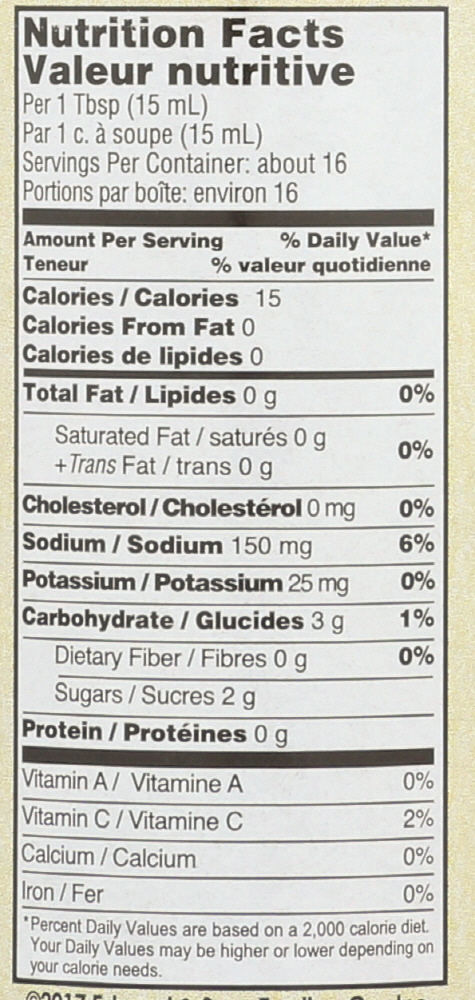 Nutrition Facts
Valeur nutritive
Per 1 Tbsp (15 mL)
Par 1 c. à soupe (15 mL)
Servings Per Container: about 16
Portions par boîte: environ 16
Amount Per Serving % Daily Value*
Teneur % valeur quotidienne
Calories / Calories 15
Calories From Fat 0
Calories de lipides 0
Total Fat / Lipides 0 g 0%
Saturated Fat / saturés 0 g
+Trans Fat / trans 0 g 0%
Cholesterol / Cholestérol 0 mg 0%
Sodium / Sodium 150 mg 6%
Potassium / Potassium 25 mg 0%
Carbohydrate / Glucides 3 g 1%
Dietary Fiber / Fibres 0 g 0%
Sugars / Sucres 2 g
Protein / Protéines 0 g
Vitamin A / Vitamine A 0%
Vitamin C / Vitamine C 2%
Calcium / Calcium 0%
Iron / Fer 0%
*Percent Daily Values are based on a 2,000 calorie diet.
Your Daily Values may be higher or lower depending on
your calorie needs.
©2017